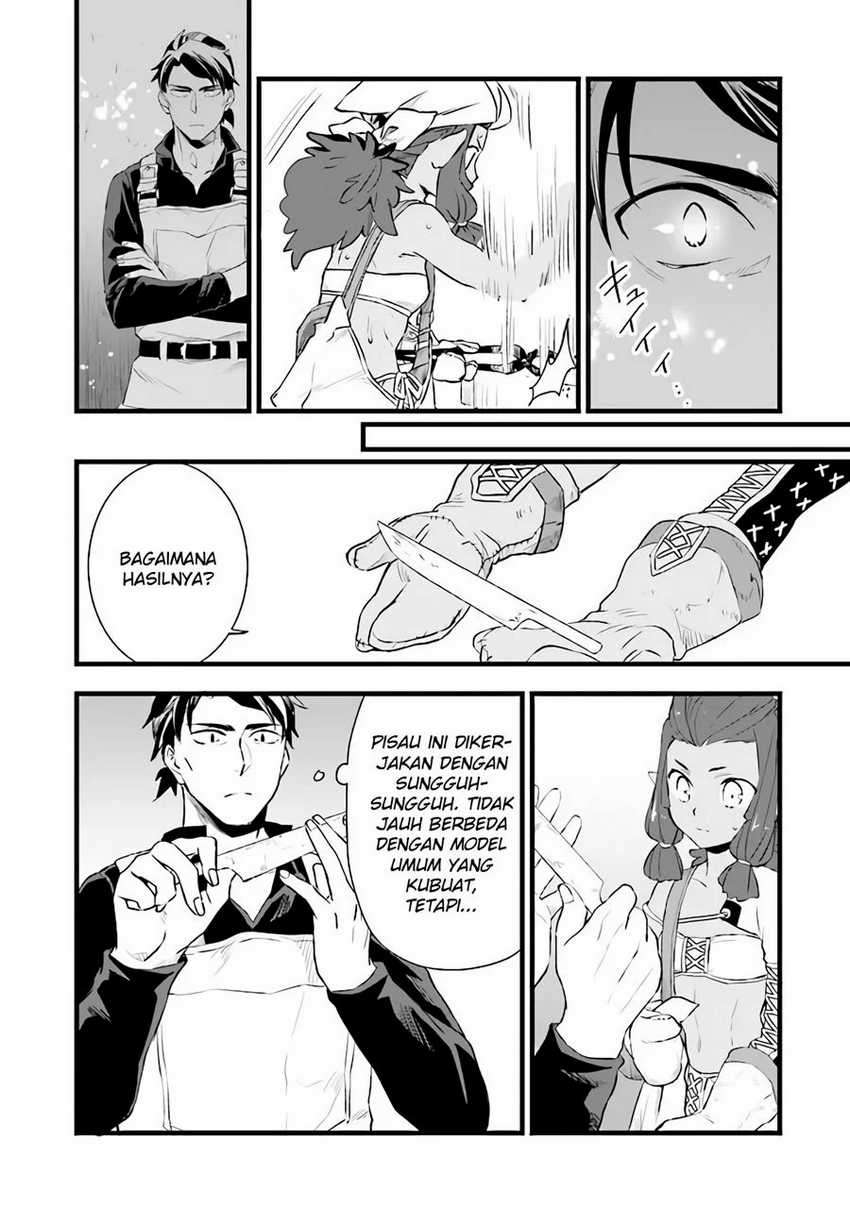 キュイイィ…
BAGAIMANA
HASILNYA?
PISAU INI DIKER-
JAKAN DENGAN
SUNGGUH-
SUNGGUH. TIDAK
JAUH BERBEDA
DENGAN MODEL
UMUM YANG
KUBUAT,
TETAPI...